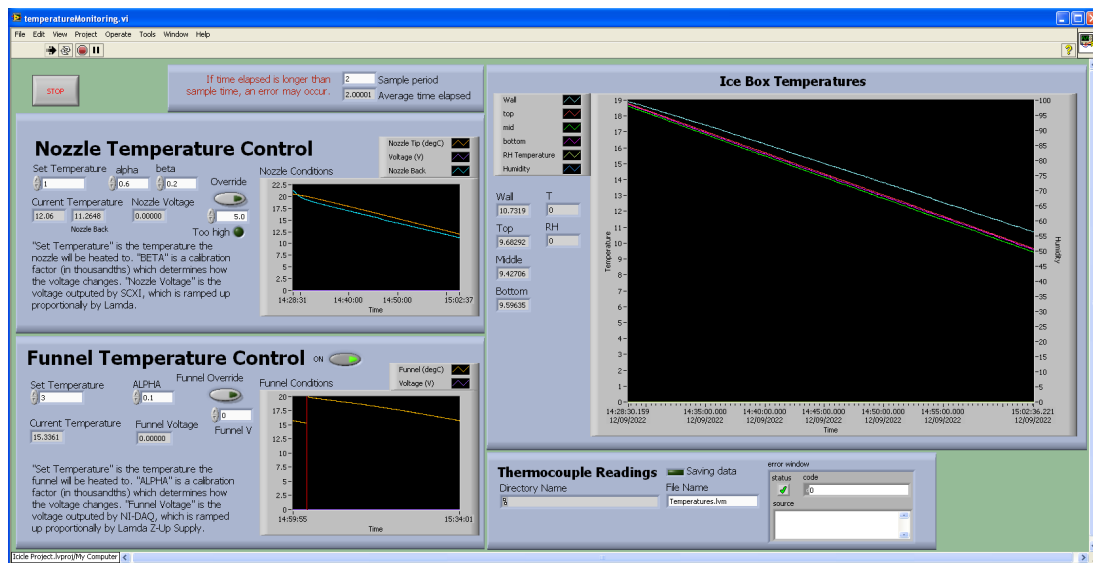 temperatureMonitoring.vi
File Edit View Project Operate Tools Window Help
STOP
If time elapsed is longer than
sample time, an error may occur.
2 Sample period
2.00001 Average time elapsed
Nozzle Temperature Control
Nozzle Tip (degC)
Voltage (V)
Nozzle Back
Set Temperature alpha beta
1 0.6 0.2
Override
5.0
Too high
Current Temperature Nozzle Voltage
12.06 11.2648 0.00000
Nozzle Back
"Set Temperature" is the temperature the
nozzle will be heated to. "BETA" is a calibration
factor (in thousandths) which determines how
the voltage changes. "Nozzle Voltage" is the
voltage outputed by SCXI, which is ramped up
proportionally by Lamda.
Nozzle Conditions
22.5
20
17.5
15
12.5
10
7.5
5
2.5
0
14:28:31 14:40:00 14:50:00 15:02:37
Time
Funnel Temperature Control ON
Funnel (degC)
Voltage (V)
Set Temperature ALPHA Funnel Override
3 0.1
0
Funnel V
Current Temperature Funnel Voltage
15.3361 0.00000
"Set Temperature" is the temperature the
funnel will be heated to. "ALPHA" is a calibration
factor (in thousandths) which determines how
the voltage changes. "Funnel Voltage" is the
voltage outputed by NI-DAQ, which is ramped
up proportionally by Lamda Z-Up Supply.
Funnel Conditions
20
17.5
15
12.5
10
7.5
5
2.5
0
14:59:55 15:34:01
Time
Ice Box Temperatures
Wall
top
mid
bottom
RH Temperature
Humidity
Wall T
10.7319 0
Top RH
9.68292 0
Middle
9.42706
Bottom
9.59635
Temperature
19
18
17
16
15
14
13
12
11
10
9
8
7
6
5
4
3
2
1
0
100
95
90
85
80
75
70
65
60
55
50
45
40
35
30
25
20
15
10
5
0
Humidity
14:28:30.159 14:35:00.000 14:40:00.000 14:45:00.000 14:50:00.000 14:55:00.000 15:02:36.221
12/09/2022 12/09/2022 12/09/2022 12/09/2022 12/09/2022 12/09/2022 12/09/2022
Time
Thermocouple Readings Saving data
Directory Name File Name
% Temperatures.lvm
error window
status code
0
source
Icicle Project.lvproj/My Computer